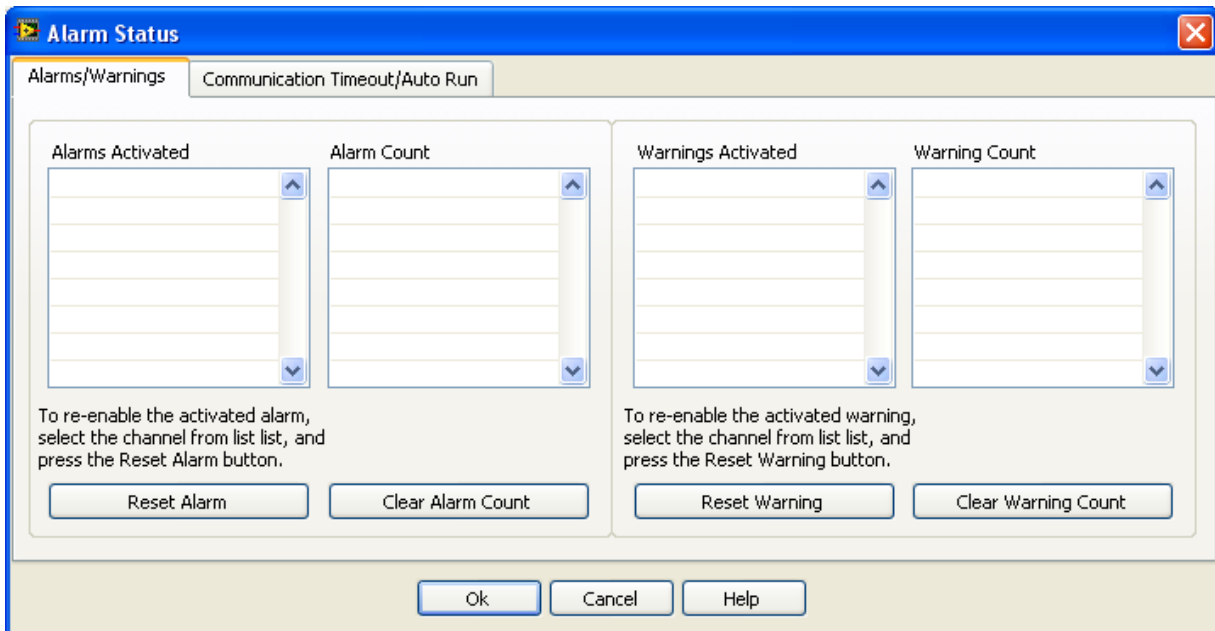 Alarm Status
Alarms/Warnings
Communication Timeout/Auto Run
Alarms Activated
Alarm Count
Warnings Activated
Warning Count
To re-enable the activated alarm,
select the channel from list list, and
press the Reset Alarm button.
To re-enable the activated warning,
select the channel from list list, and
press the Reset Warning button.
Reset Alarm
Clear Alarm Count
Reset Warning
Clear Warning Count
Ok
Cancel
Help